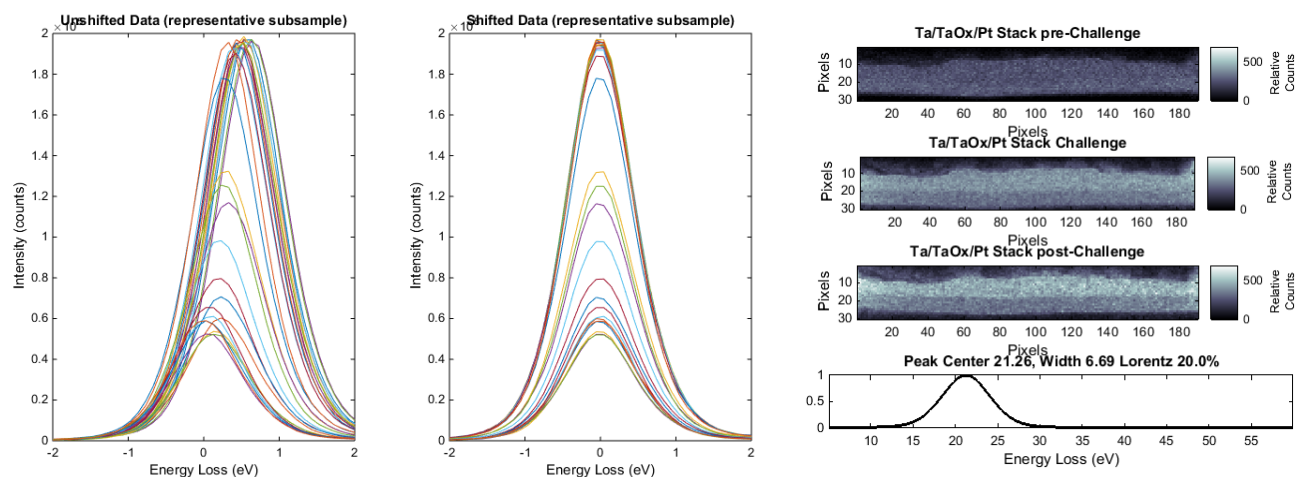 Unshifted Data (representative subsample)
2
1.8
1.6
1.4
1.2
1
0.8
0.6
0.4
0.2
0
Intensity (counts)
-2
-1
0
1
2
Energy Loss (eV)
Shifted Data (representative subsample)
2
1.8
1.6
1.4
1.2
1
0.8
0.6
0.4
0.2
0
Intensity (counts)
-2
-1
0
1
2
Energy Loss (eV)
Ta/TaOx/Pt Stack pre-Challenge
Pixels
10
20
30
20 40 60 80 100 120 140 160 180
Pixels
500
0
Relative
Counts
Ta/TaOx/Pt Stack Challenge
Pixels
10
20
30
20 40 60 80 100 120 140 160 180
Pixels
500
0
Relative
Counts
Ta/TaOx/Pt Stack post-Challenge
Pixels
10
20
30
20 40 60 80 100 120 140 160 180
Pixels
500
0
Relative
Counts
Peak Center 21.26, Width 6.69 Lorentz 20.0%
1
0.5
0
10 15 20 25 30 35 40 45 50 55
Energy Loss (eV)